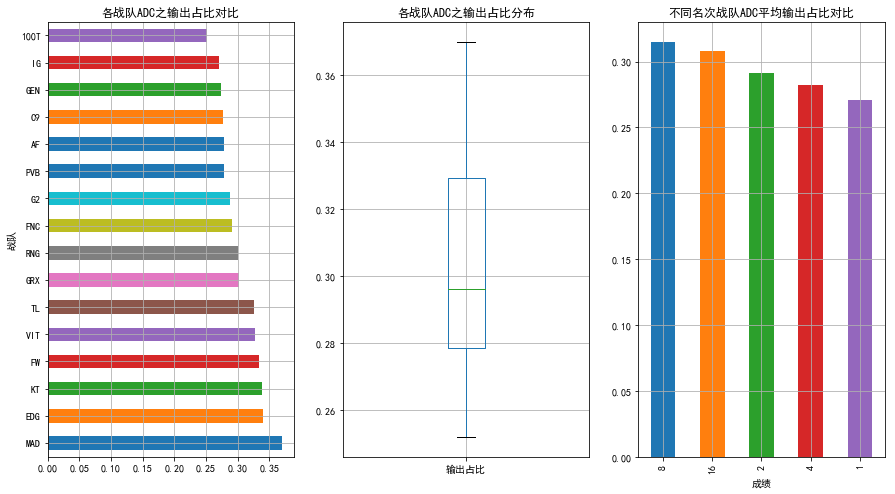 各战队ADC之输出占比对比
战队
100T
IG
GEN
C9
AF
PVB
G2
FNC
RNG
GRX
TL
VIT
FW
KT
EDG
MAD
0.00 0.05 0.10 0.15 0.20 0.25 0.30 0.35
各战队ADC之输出占比分布
0.36
0.34
0.32
0.30
0.28
0.26
输出占比
不同名次战队ADC平均输出占比对比
0.30
0.25
0.20
0.15
0.10
0.05
0.00
8 16 2 4 1
成绩